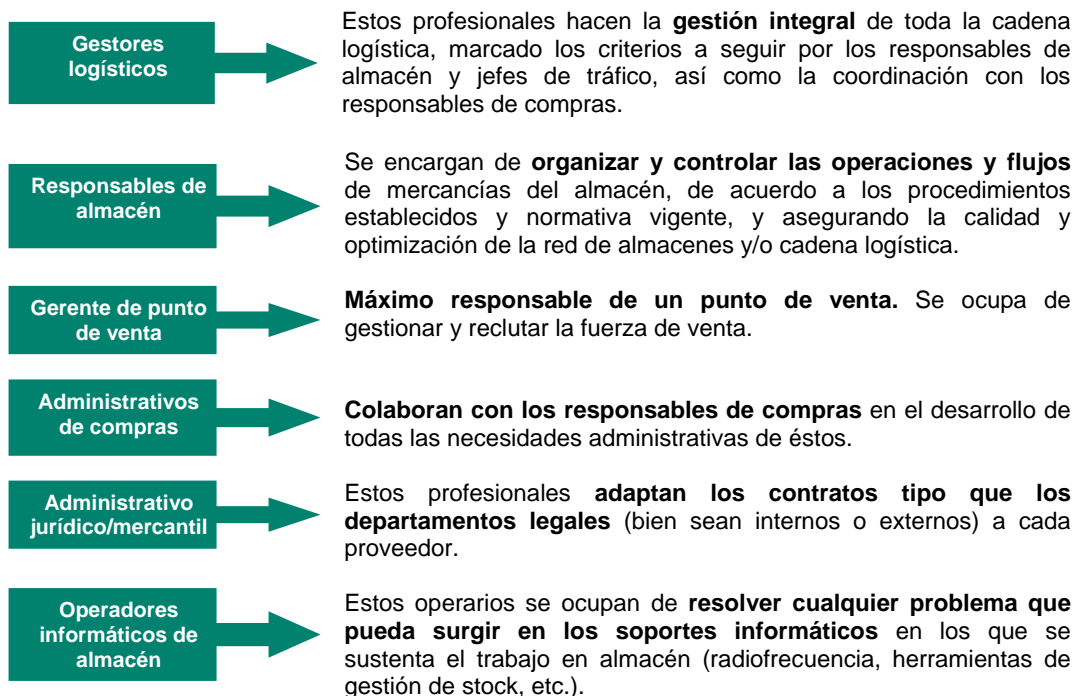 Gestores
logísticos
Estos profesionales hacen la gestión integral de toda la cadena
logística, marcado los criterios a seguir por los responsables de
almacén y jefes de tráfico, así como la coordinación con los
responsables de compras.
Responsables de
almacén
Se encargan de organizar y controlar las operaciones y flujos
de mercancías del almacén, de acuerdo a los procedimientos
establecidos y normativa vigente, y asegurando la calidad y
optimización de la red de almacenes y/o cadena logística.
Gerente de punto
de venta
Máximo responsable de un punto de venta. Se ocupa de
gestionar y reclutar la fuerza de venta.
Administrativos
de compras
Colaboran con los responsables de compras en el desarrollo de
todas las necesidades administrativas de éstos.
Administrativo
jurídico/mercantil
Estos profesionales adaptan los contratos tipo que los
departamentos legales (bien sean internos o externos) a cada
proveedor.
Operadores
informáticos de
almacén
Estos operarios se ocupan de resolver cualquier problema que
pueda surgir en los soportes informáticos en los que se
sustenta el trabajo en almacén (radiofrecuencia, herramientas de
gestión de stock, etc.).